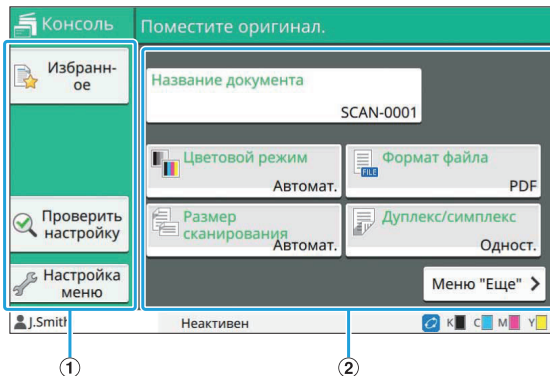 Консоль
Поместите оригинал.
Избранн-
ое
Проверить
настройку
Настройка
меню
Название документа
SCAN-0001
Цветовой режим
Автомат.
FILE
Формат файла
PDF
Размер
сканирования
Автомат.
Дуплекс/симплекс
Одност.
Меню "Еще"
J.Smith
Неактивен
K C M Y
1
2